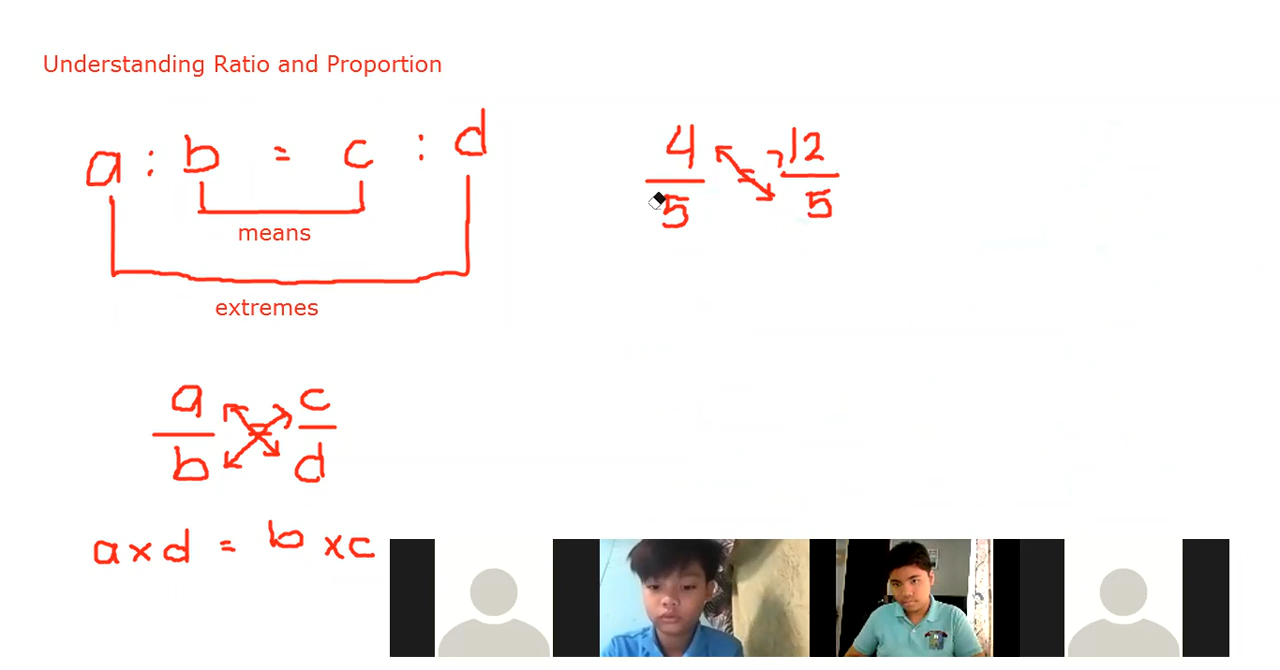 Understanding Ratio and Proportion
a : b = c : d
means
extremes
a/b = c/d
a x d = b x c
4/5 = 12/5